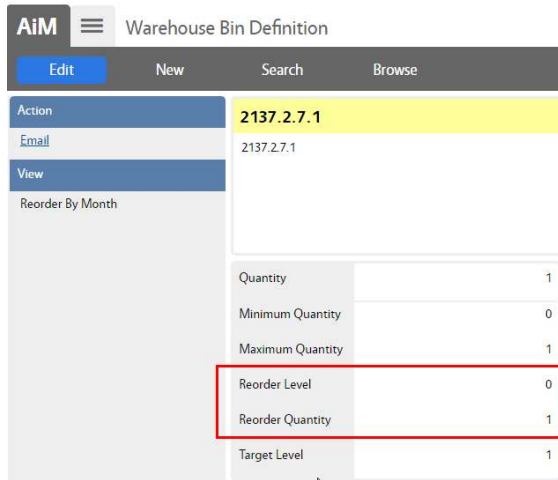 AiM Warehouse Bin Definition
Edit New Search Browse
Action
Email
View
Reorder By Month
2137.2.7.1
2137.2.7.1
Quantity 1
Minimum Quantity 0
Maximum Quantity 1
Reorder Level 0
Reorder Quantity 1
Target Level 1